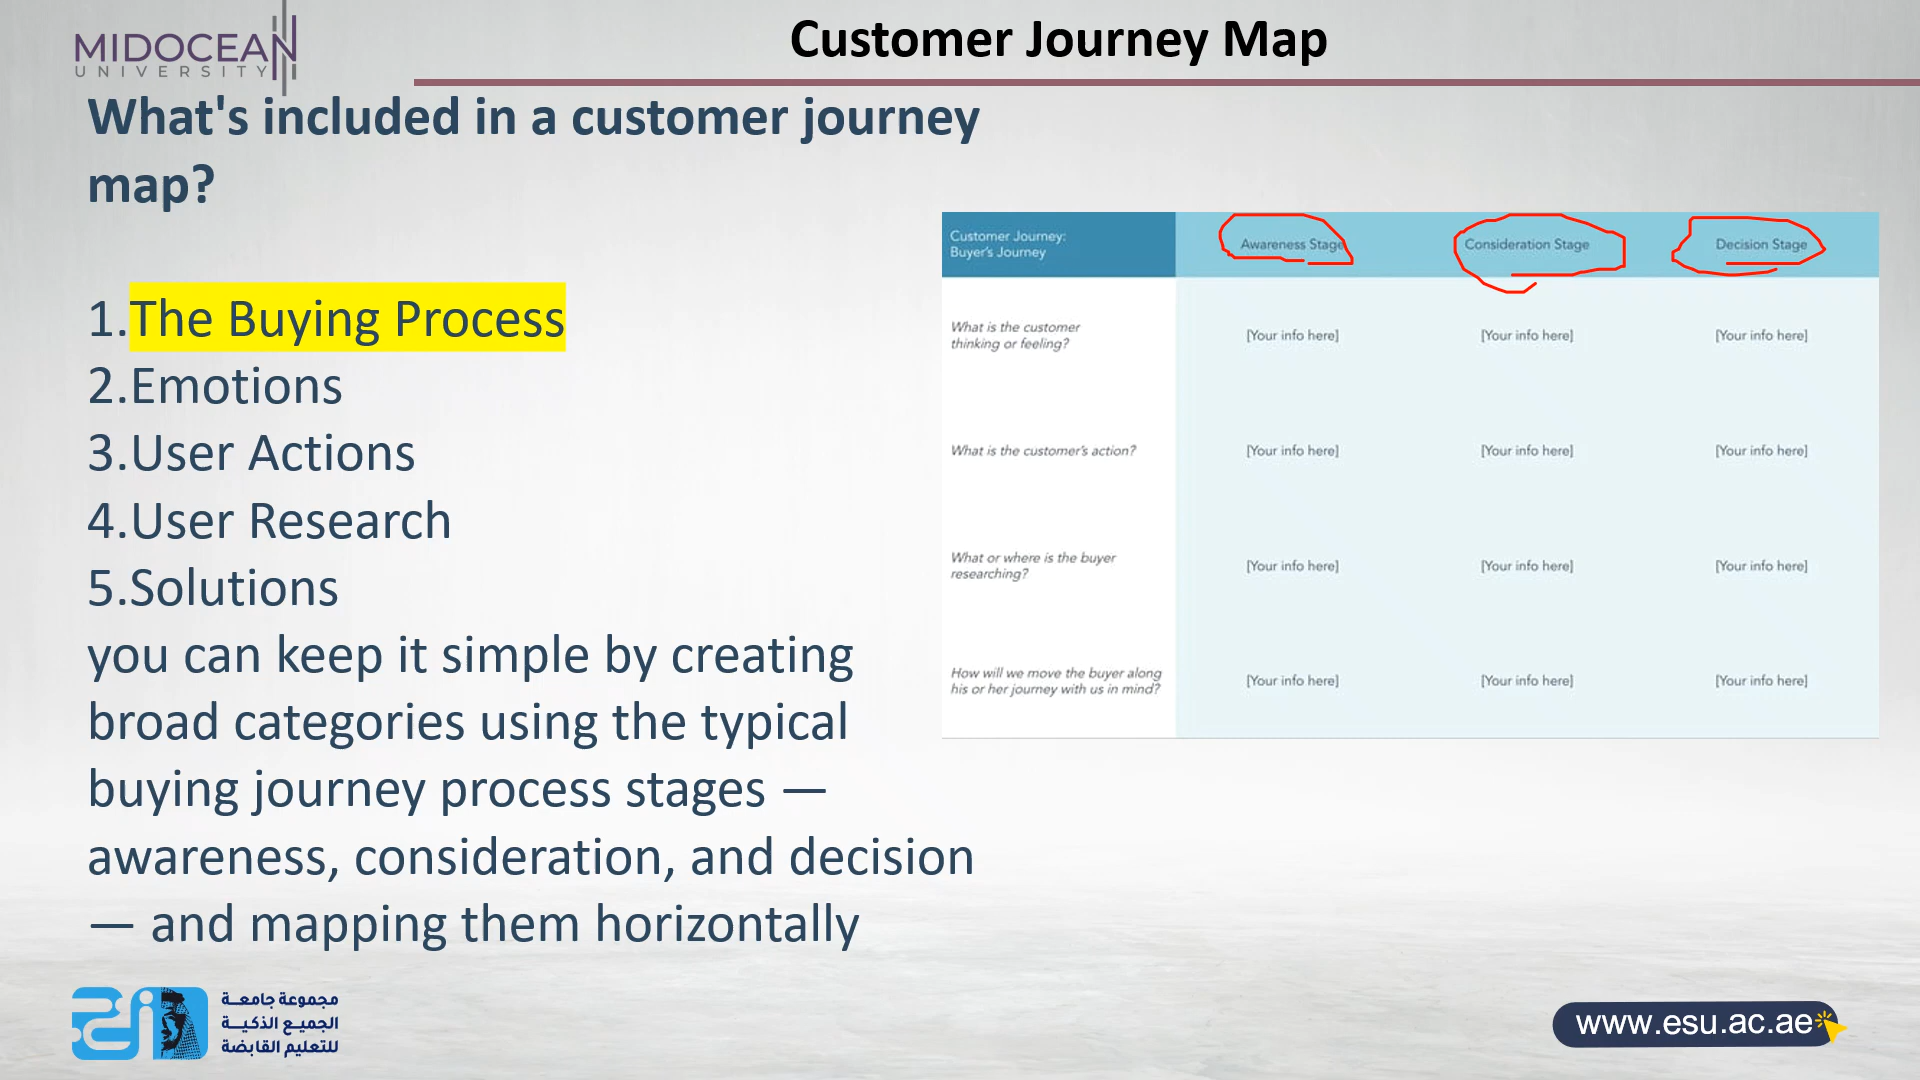 MIDOCEAN
UNIVERSITY
Customer Journey Map
What's included in a customer journey
map?
1.The Buying Process
2.Emotions
3.User Actions
4.User Research
5.Solutions
you can keep it simple by creating
broad categories using the typical
buying journey process stages —
awareness, consideration, and decision
— and mapping them horizontally
Customer Journey:
Buyer's Journey
Awareness Stage
Consideration Stage
Decision Stage
What is the customer
thinking or feeling?
[Your info here]
[Your info here]
[Your info here]
What is the customer's action?
[Your info here]
[Your info here]
[Your info here]
What or where is the buyer
researching?
[Your info here]
[Your info here]
[Your info here]
How will we move the buyer along
his or her journey with us in mind?
[Your info here]
[Your info here]
[Your info here]
مجموعة جامعة
الجميع الذكية
للتعليم القابضة
www.esu.ac.ae